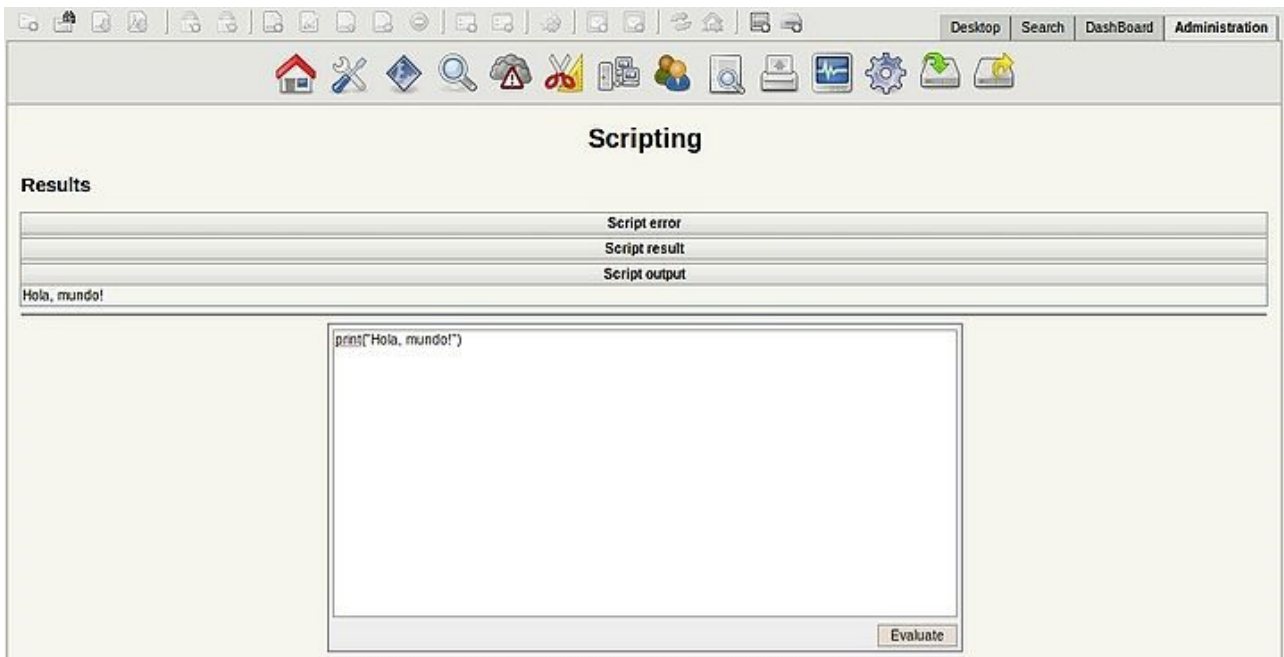 Desktop Search DashBoard Administration
Scripting
Results
Script error
Script result
Script output
Hola, mundo!
print("Hola, mundo!")
Evaluate